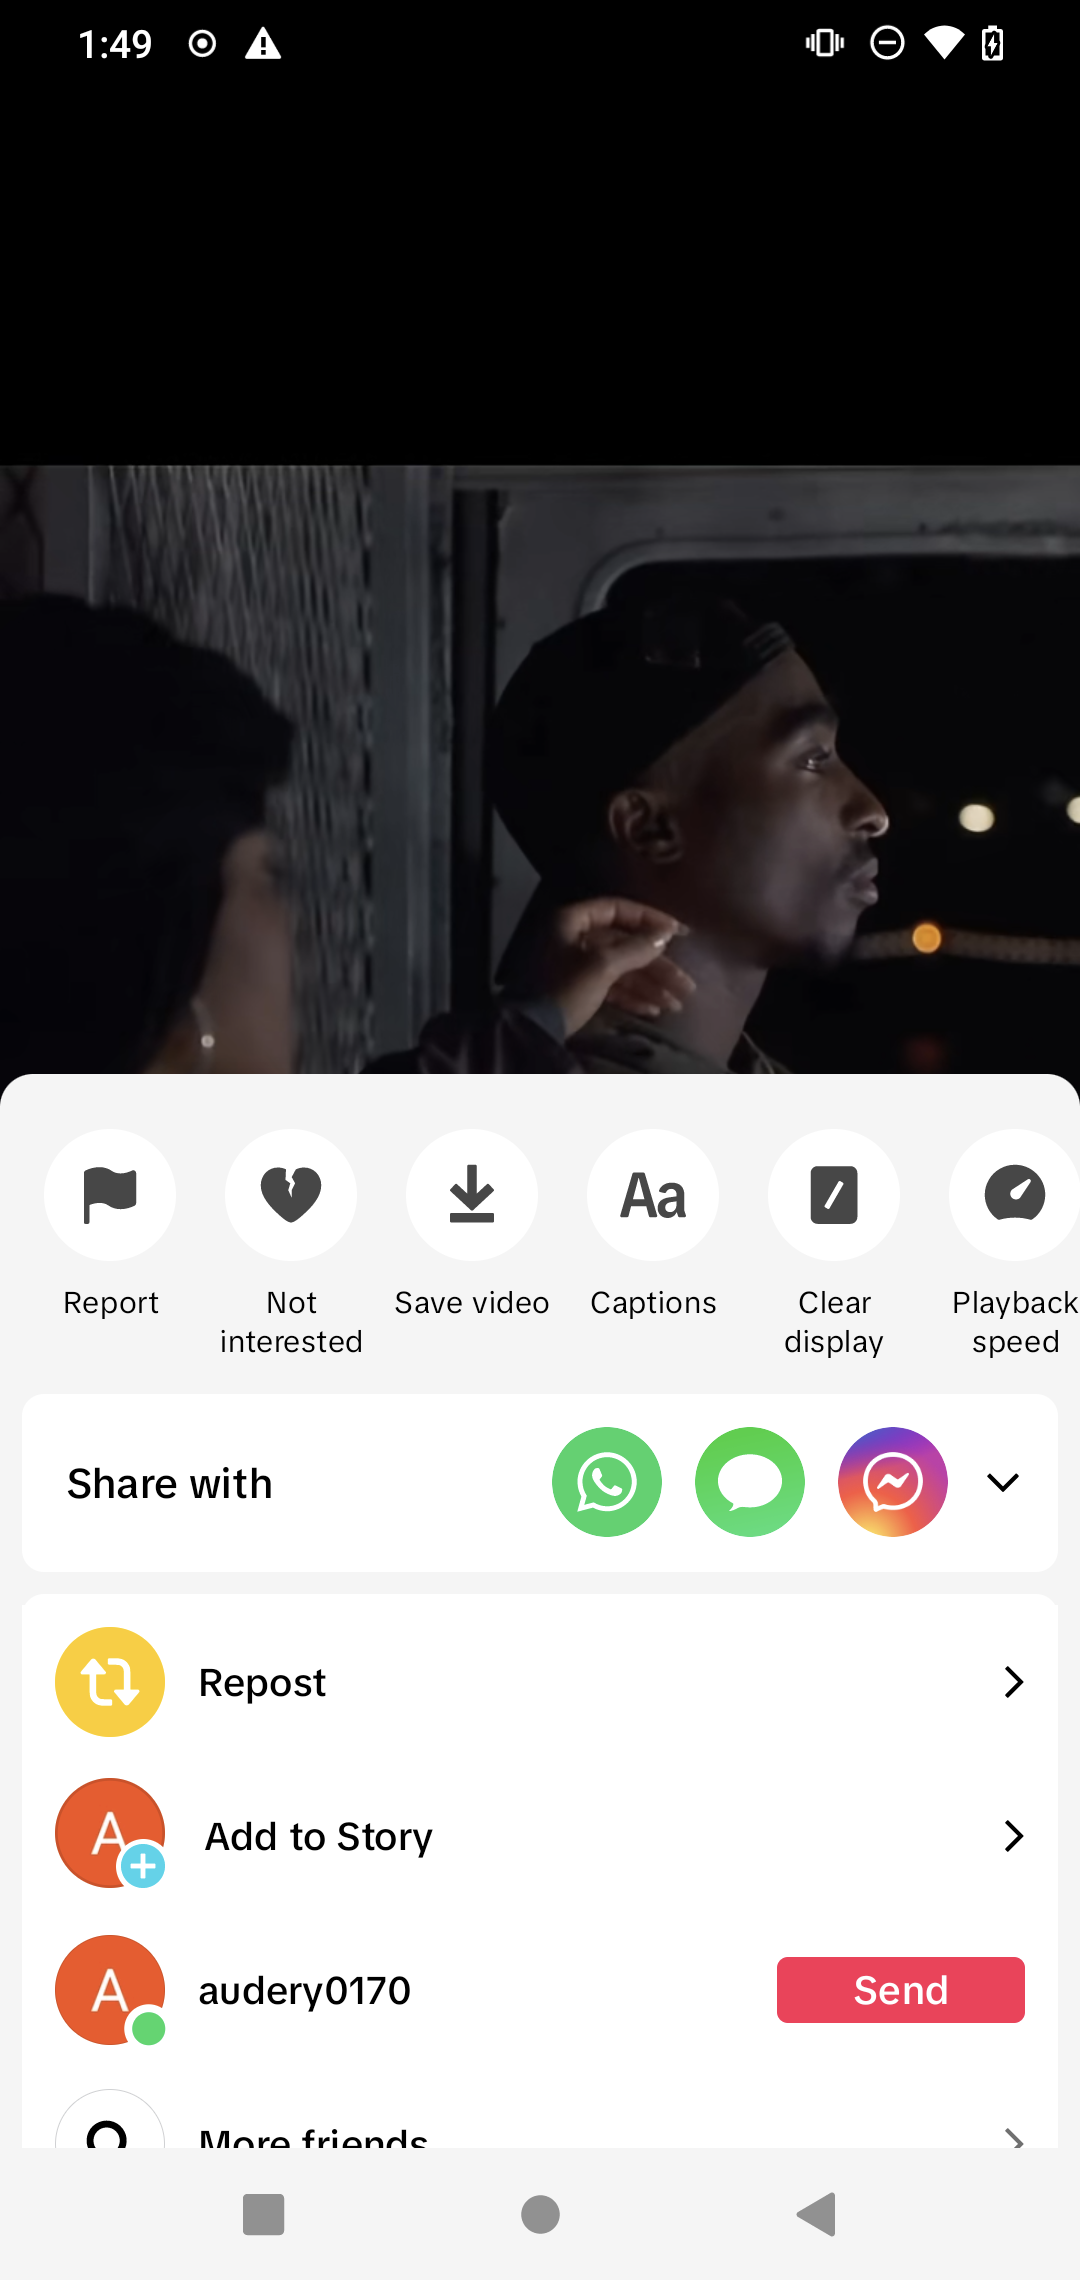 1:49
Report
Not
interested
Save video
Aa
Captions
Clear
display
Playback
speed
Share with
Repost
A
Add to Story
A
audery0170
Send
More friends